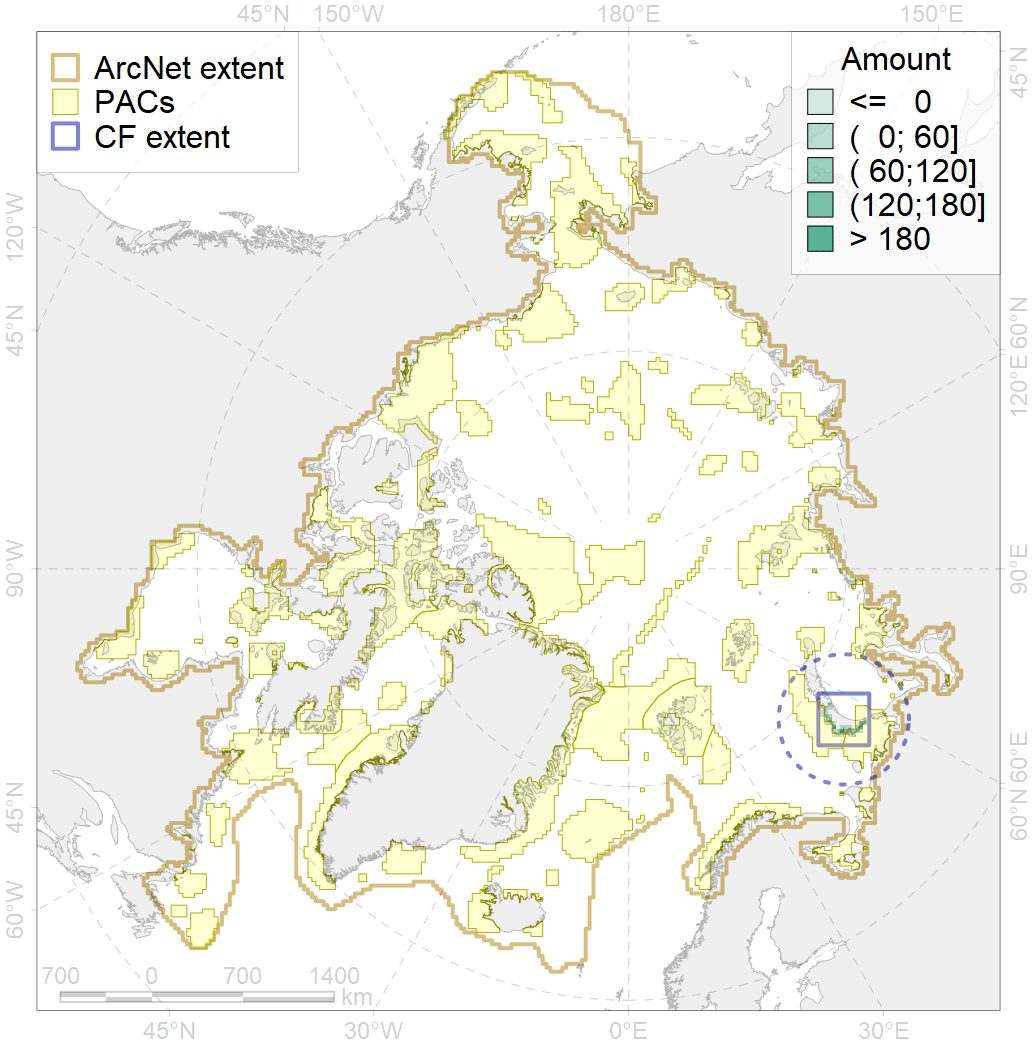 45°N 150°W 180°E 150°E
ArcNet extent
PACs
CF extent
Amount
<= 0
( 0; 60]
( 60;120]
(120;180]
> 180
45°N
120°W
60°N
45°N
120°E
90°W
90°E
60°E
45°N
60°N
60°W
700 0 700 1400
km
45°W 30°W 0°E 30°E